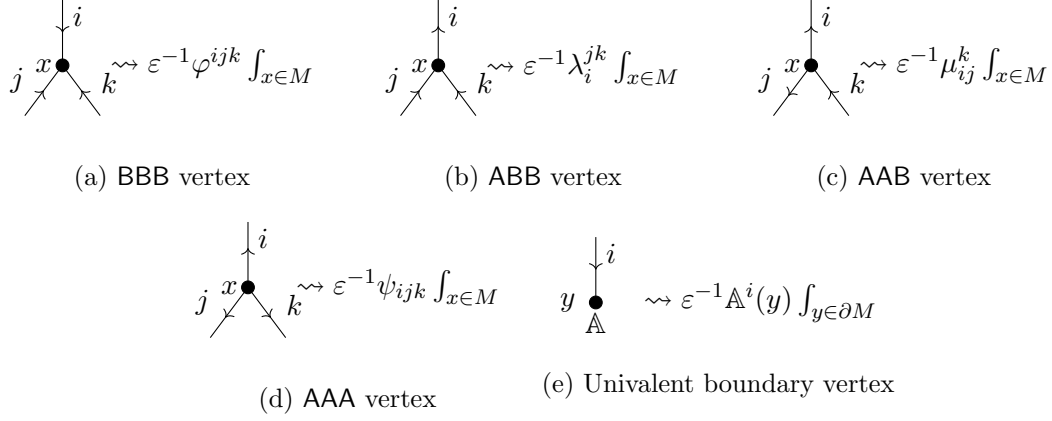 i
j x k ⇝ ε⁻¹φ^{ijk} ∫_{x∈M}
(a) BBB vertex
i
j x k ⇝ ε⁻¹λ_i^{jk} ∫_{x∈M}
(b) ABB vertex
i
j x k ⇝ ε⁻¹μ_{ij}^k ∫_{x∈M}
(c) AAB vertex
i
j x k ⇝ ε⁻¹ψ_{ijk} ∫_{x∈M}
(d) AAA vertex
i
y ⇝ ε⁻¹𝔸^i(y) ∫_{y∈∂M}
𝔸
(e) Univalent boundary vertex